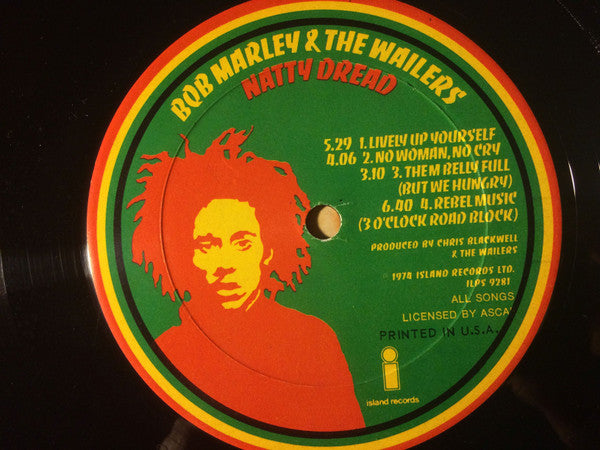 BOB MARLEY & THE WAILERS
NATTY DREAD
5.29 1. LIVELY UP YOURSELF
4.06 2. NO WOMAN, NO CRY
3.10 3. THEM BELLY FULL
(BUT WE HUNGRY)
6.40 4. REBEL MUSIC
(3 O'CLOCK ROAD BLOCK)
PRODUCED BY CHRIS BLACKWELL
& THE WAILERS
1974 ISLAND RECORDS LTD.
ILPS 9281
ALL SONGS
LICENSED BY ASCA
PRINTED IN U.S.A.
i
island records